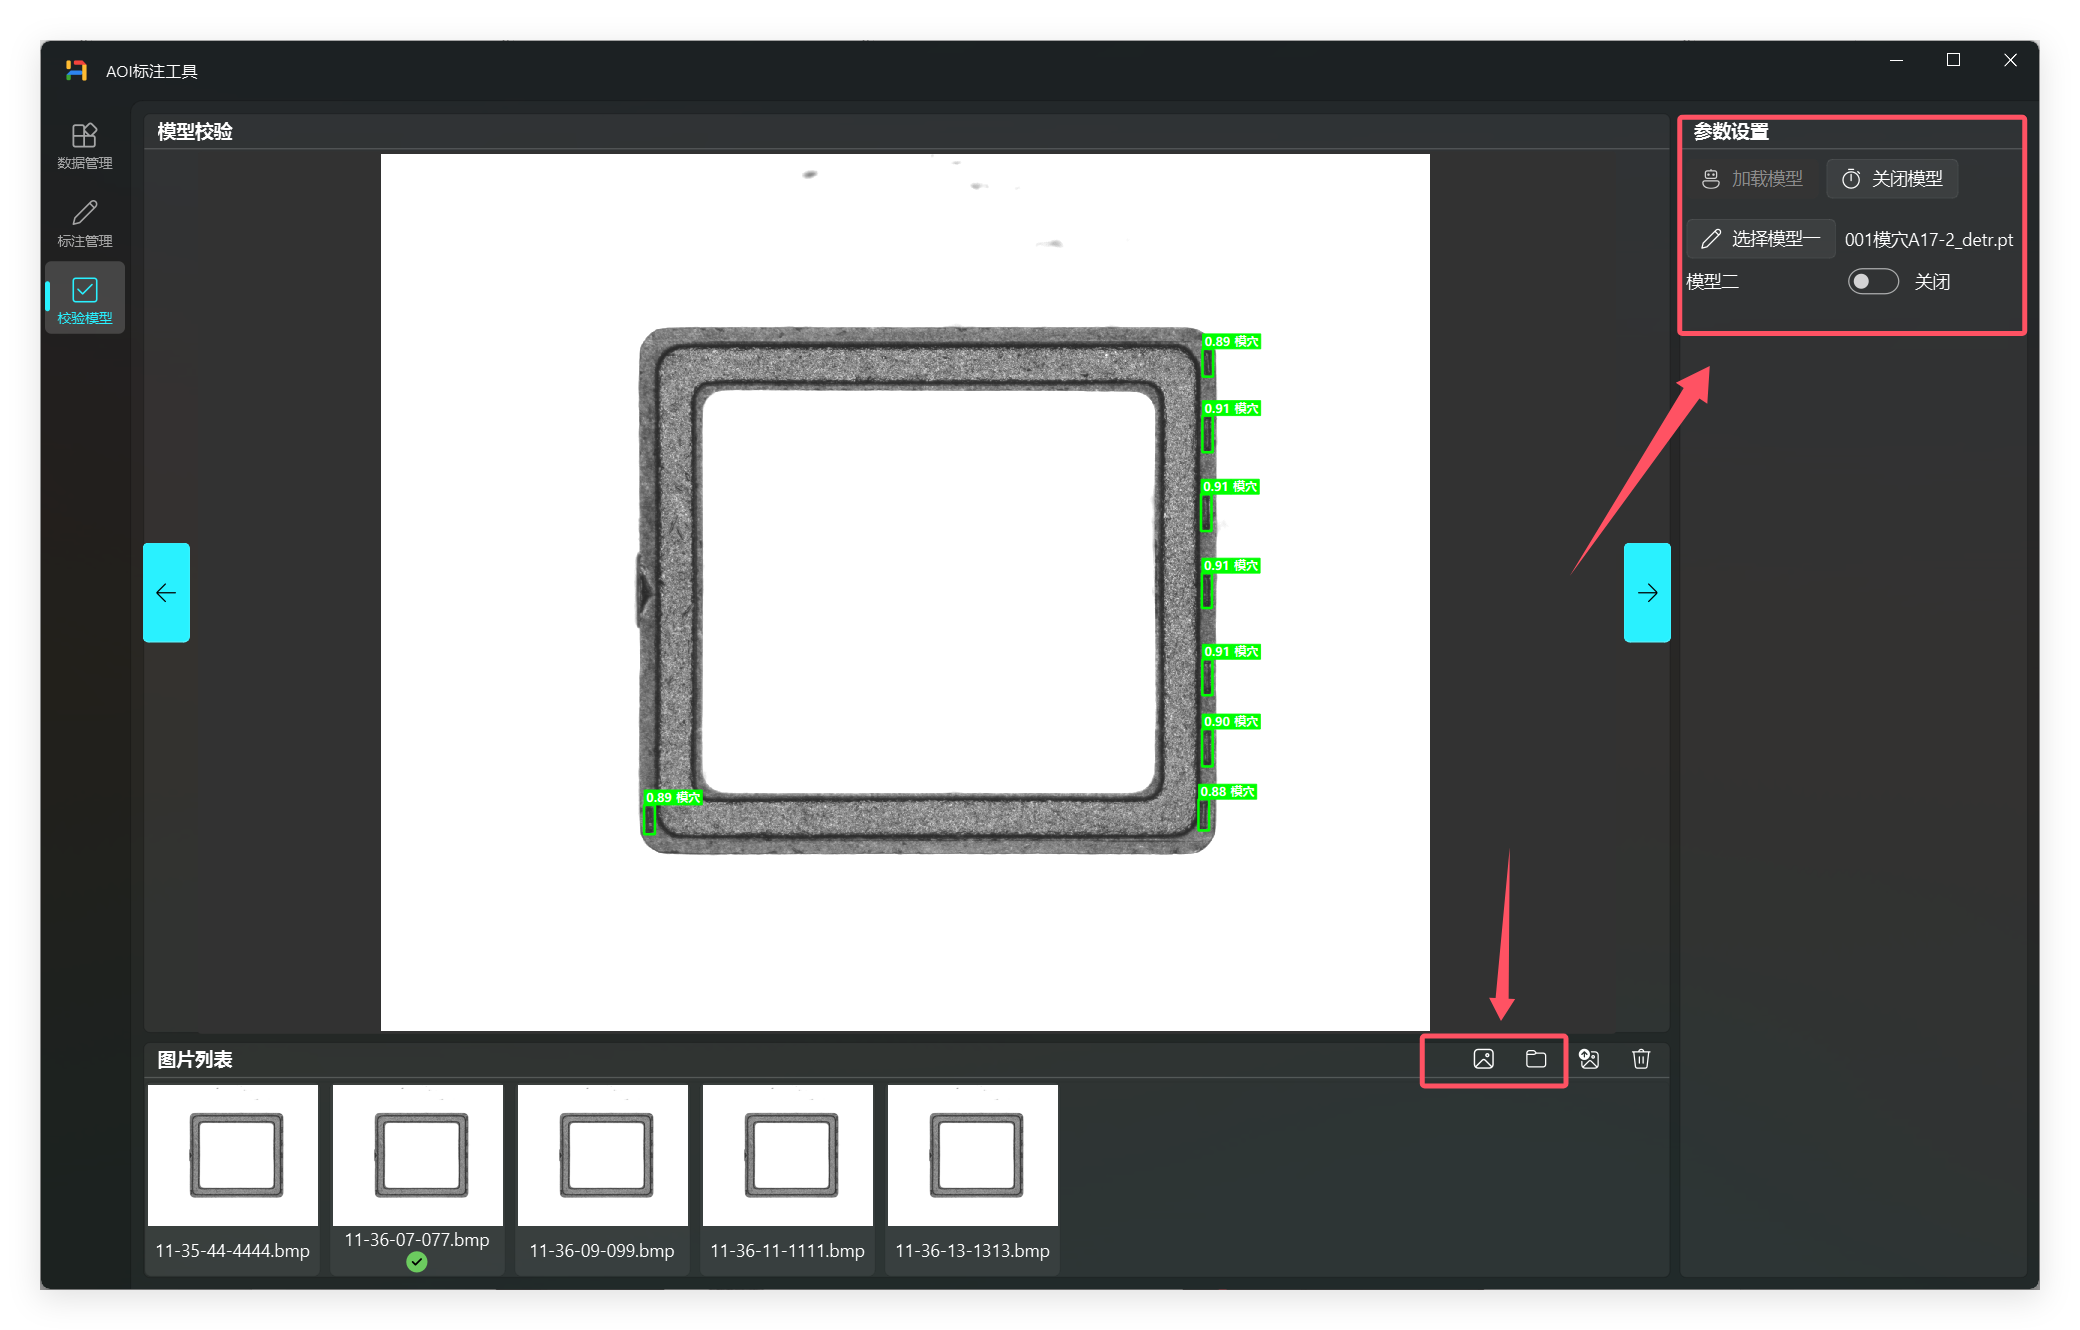 AOI标注工具
数据管理
标注管理
校验模型
模型校验
0.89 模穴
0.91 模穴
0.91 模穴
0.91 模穴
0.91 模穴
0.90 模穴
0.89 模穴
0.88 模穴
参数设置
加载模型
关闭模型
选择模型一
001模穴A17-2_detr.pt
模型二
关闭
图片列表
11-35-44-4444.bmp
11-36-07-077.bmp
11-36-09-099.bmp
11-36-11-1111.bmp
11-36-13-1313.bmp